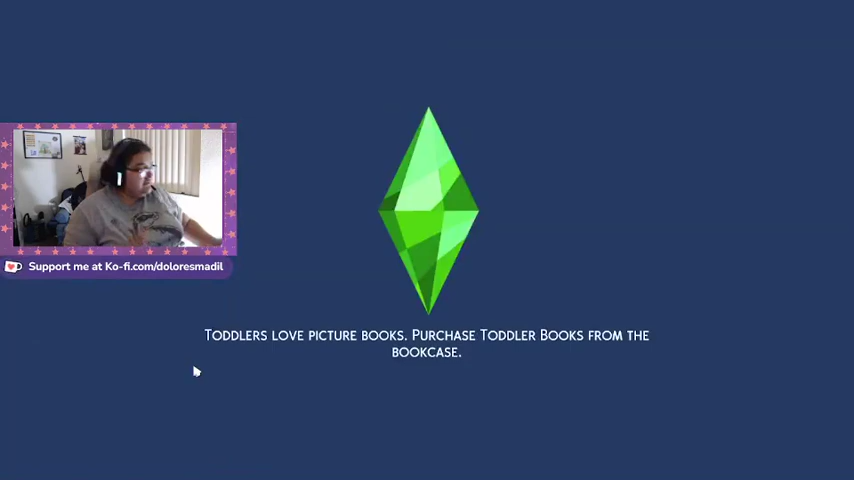 Support me at Ko-fi.com/doloresmadil
TODDLERS LOVE PICTURE BOOKS. PURCHASE TODDLER BOOKS FROM THE
BOOKCASE.